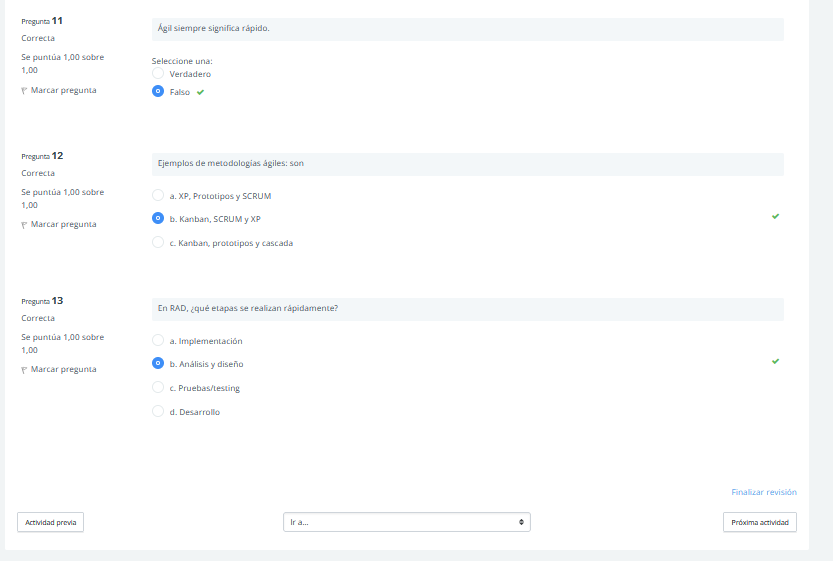 Pregunta 11
Correcta
Se puntúa 1,00 sobre
1,00
Marcar pregunta
Ágil siempre significa rápido.
Seleccione una:
Verdadero
Falso
Pregunta 12
Correcta
Se puntúa 1,00 sobre
1,00
Marcar pregunta
Ejemplos de metodologías ágiles: son
a. XP, Prototipos y SCRUM
b. Kanban, SCRUM y XP
c. Kanban, prototipos y cascada
Pregunta 13
Correcta
Se puntúa 1,00 sobre
1,00
Marcar pregunta
En RAD, ¿qué etapas se realizan rápidamente?
a. Implementación
b. Análisis y diseño
c. Pruebas/testing
d. Desarrollo
Finalizar revisión
Actividad previa
Ir a...
Próxima actividad